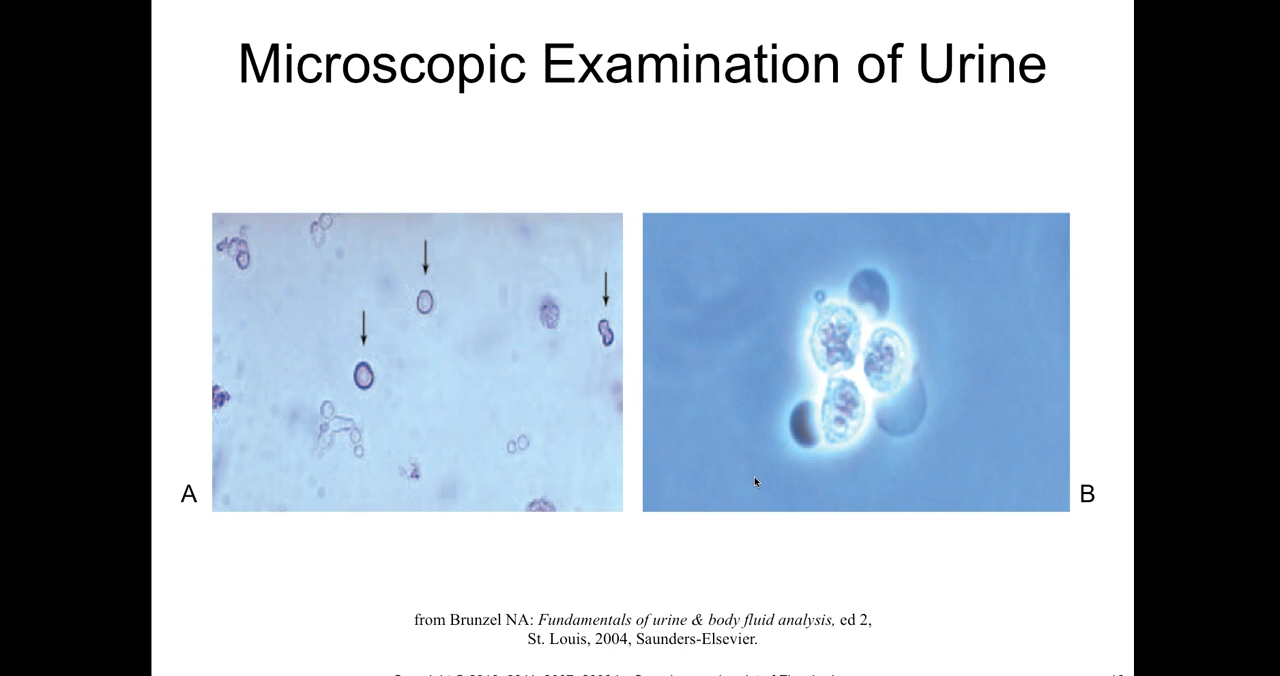 Microscopic Examination of Urine
A
B
from Brunzel NA: Fundamentals of urine & body fluid analysis, ed 2,
St. Louis, 2004, Saunders-Elsevier.